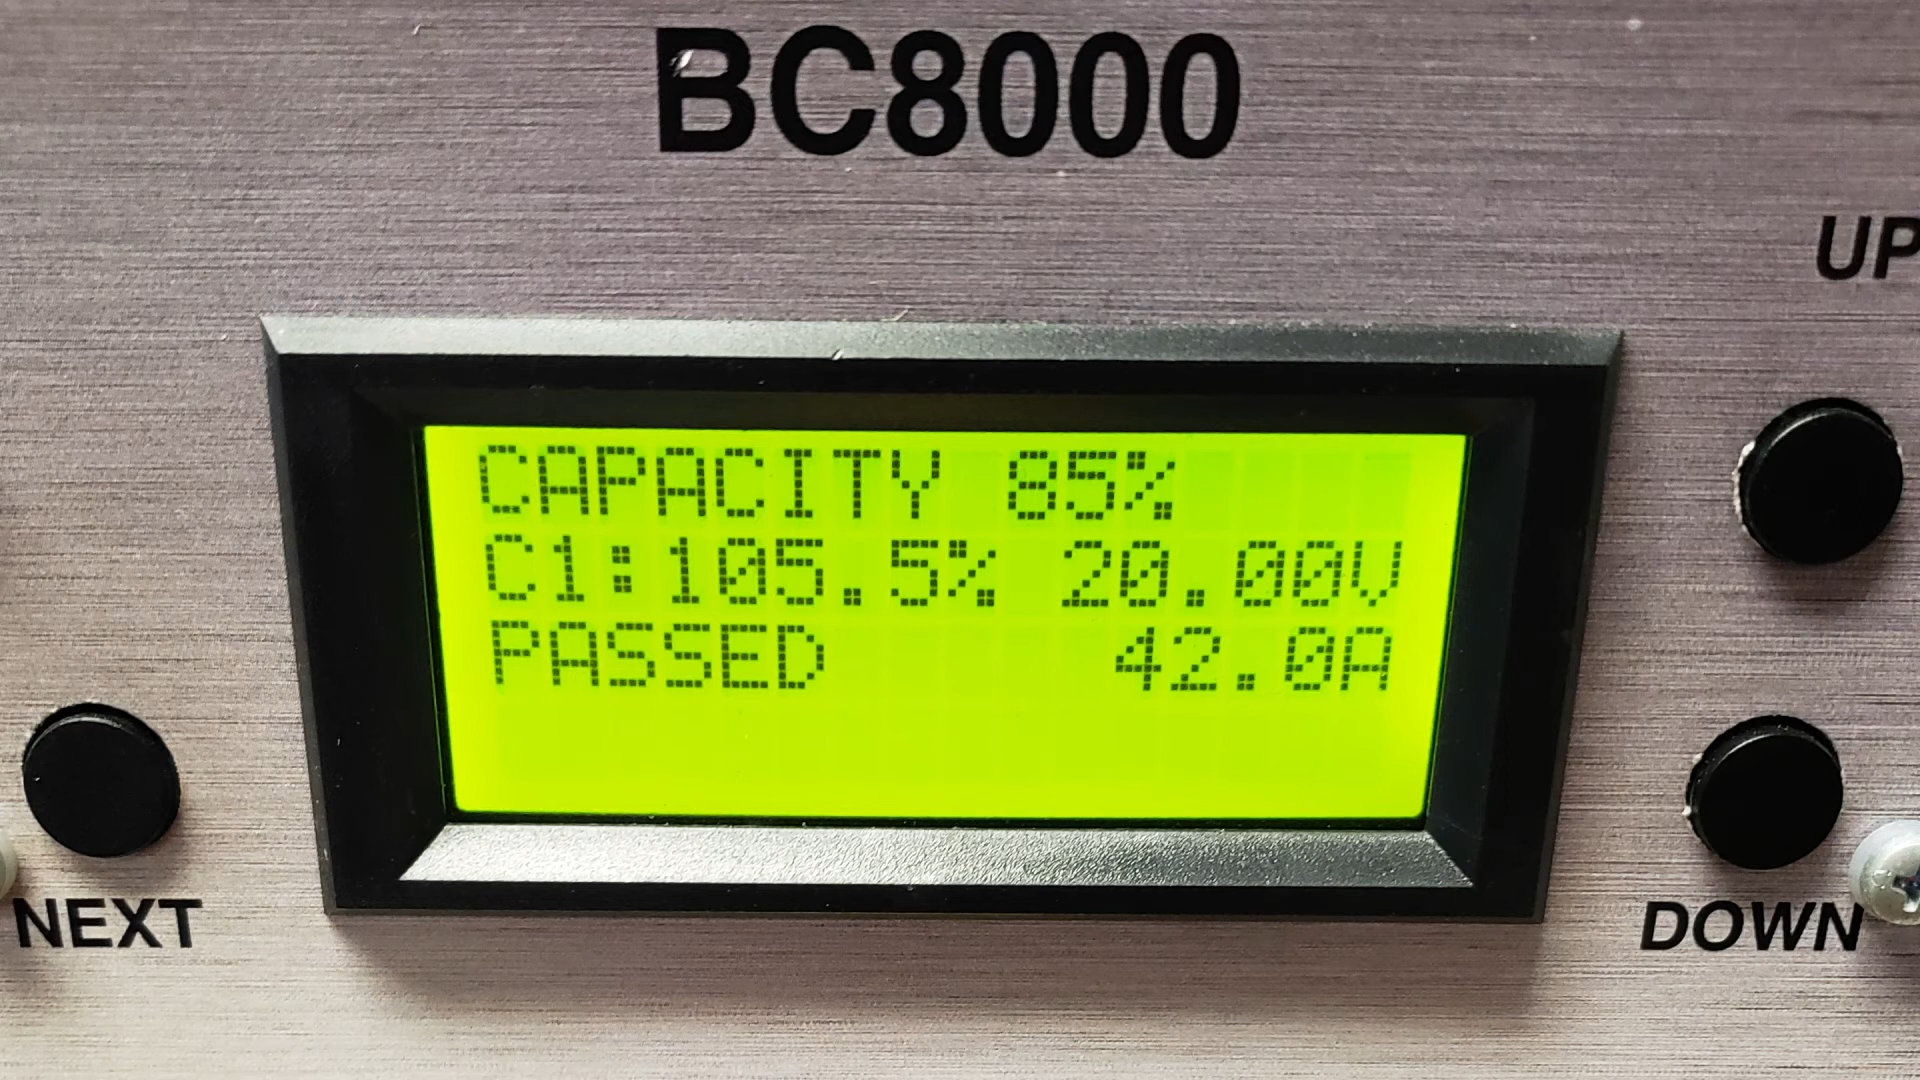 BC8000
UP
CAPACITY 85%
C1:105.5% 20.00V
PASSED 42.0A
NEXT
DOWN